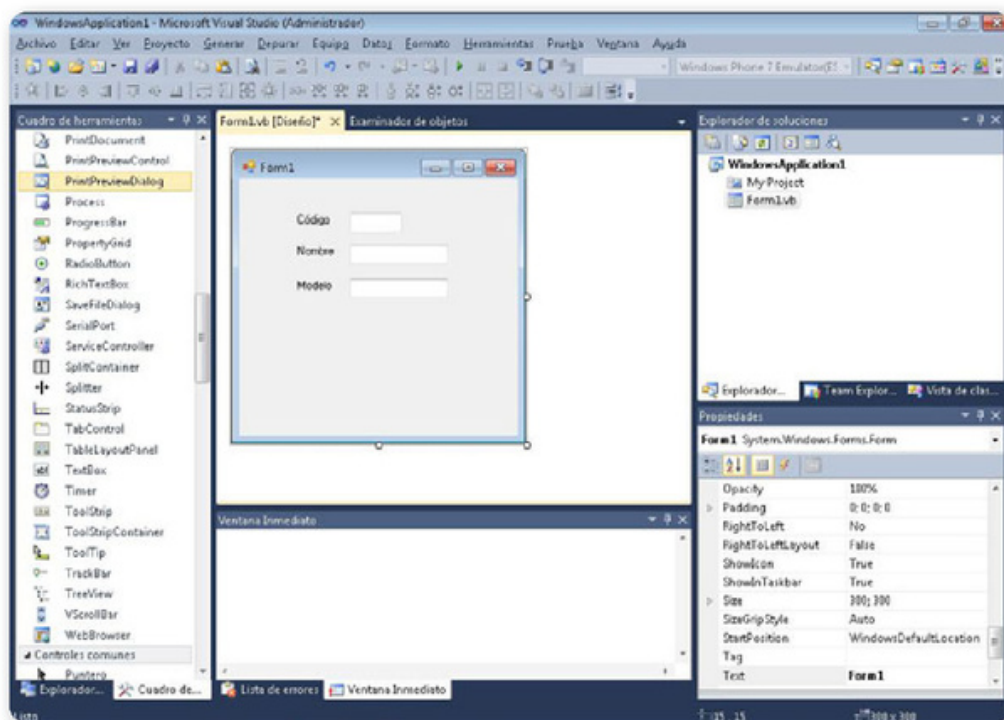 WindowsApplication1 - Microsoft Visual Studio (Administrador)
Archivo Editar Ver Proyecto Generar Depurar Equipo Datos Formato Herramientas Prueba Ventana Ayuda
Windows Phone 7 Emulator
Cuadro de herramientas
PrintDocument
PrintPreviewControl
PrintPreviewDialog
Process
ProgressBar
PropertyGrid
RadioButton
RichTextBox
SaveFileDialog
SerialPort
ServiceController
SplitContainer
Splitter
StatusStrip
TabControl
TableLayoutPanel
TextBox
Timer
ToolStrip
ToolStripContainer
ToolTip
TrackBar
TreeView
VScrollBar
WebBrowser
Controles comunes
Puntero
Explorador... Cuadro de...
Form1.vb [Diseño]* Examinador de objetos
Form1
Código
Nombre
Modelo
Ventana Inmediato
Lista de errores Ventana Inmediato
Explorador de soluciones
WindowsApplication1
My Project
Form1.vb
Explorador... Team Explor... Vista de clas...
Propiedades
Form1 System.Windows.Forms.Form
Opacity 100%
Padding 0; 0; 0; 0
RightToLeft No
RightToLeftLayout False
ShowIcon True
ShowInTaskbar True
Size 300; 300
SizeGripStyle Auto
StartPosition WindowsDefaultLocation
Tag
Text Form1
Listo 15 , 15 300 x 300